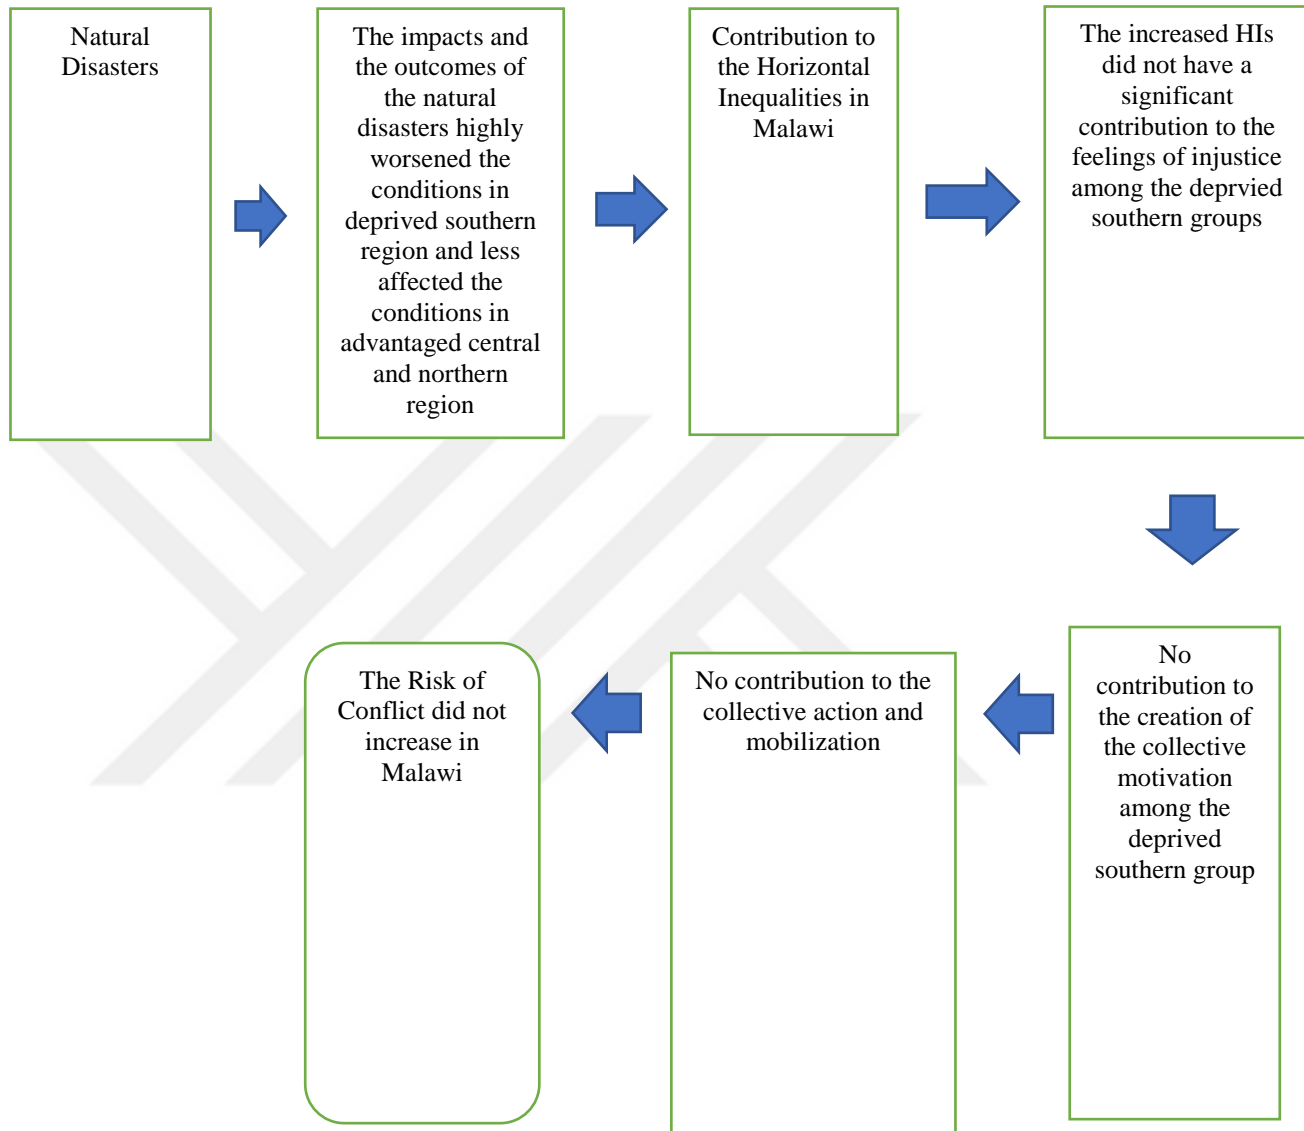 Natural
Disasters
The impacts and
the outcomes of
the natural
disasters highly
worsened the
conditions in
deprived southern
region and less
affected the
conditions in
advantaged central
and northern
region
Contribution to
the Horizontal
Inequalities in
Malawi
The increased HIs
did not have a
significant
contribution to the
feelings of injustice
among the deprvied
southern groups
No
contribution to
the creation of
the collective
motivation
among the
deprived
southern group
No contribution to the
collective action and
mobilization
The Risk of
Conflict did not
increase in
Malawi